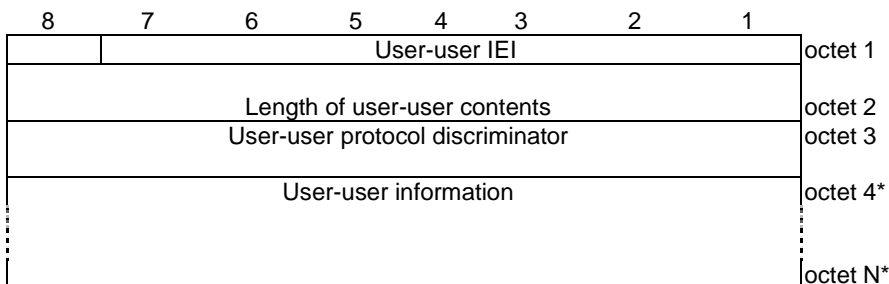 8 7 6 5 4 3 2 1
User-user IEI octet 1
Length of user-user contents octet 2
User-user protocol discriminator octet 3
User-user information octet 4*
octet N*